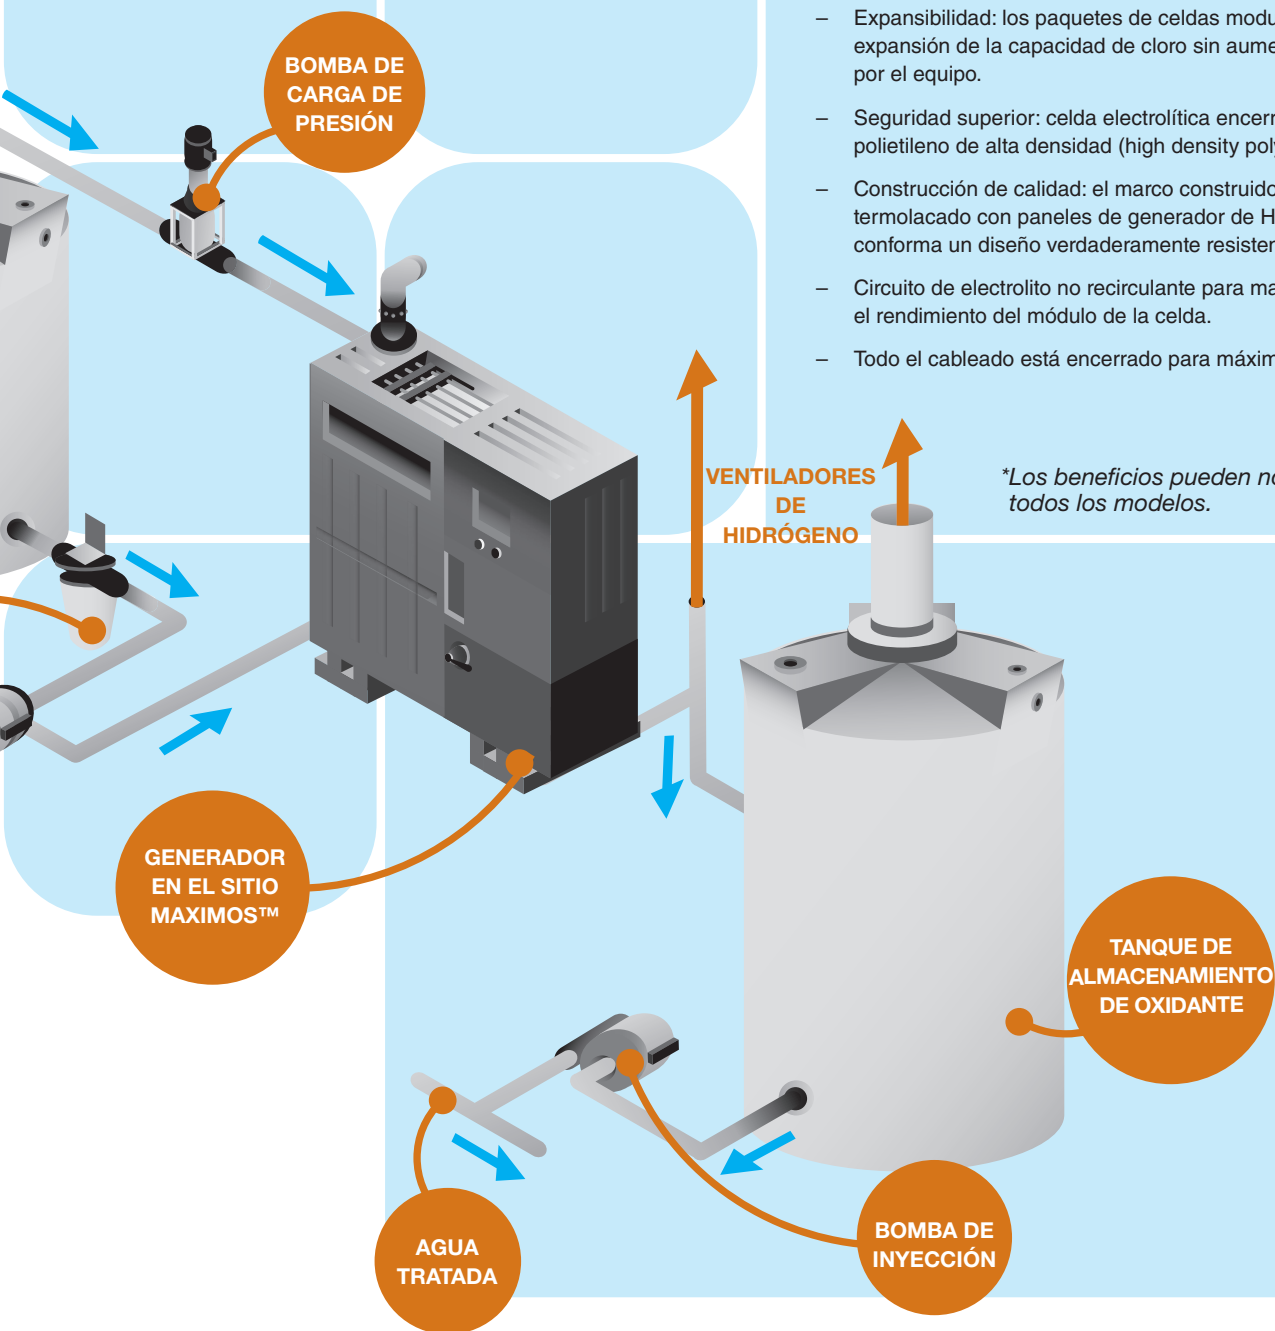 – Expansibilidad: los paquetes de celdas modu
expansión de la capacidad de cloro sin aume
por el equipo.
– Seguridad superior: celda electrolítica encerr
polietileno de alta densidad (high density poly
– Construcción de calidad: el marco construido
termolacado con paneles de generador de H
conforma un diseño verdaderamente resister
– Circuito de electrolito no recirculante para ma
el rendimiento del módulo de la celda.
– Todo el cableado está encerrado para máxim
*Los beneficios pueden no
todos los modelos.
BOMBA DE
CARGA DE
PRESIÓN
VENTILADORES
DE
HIDRÓGENO
GENERADOR
EN EL SITIO
MAXIMOS™
TANQUE DE
ALMACENAMIENTO
DE OXIDANTE
AGUA
TRATADA
BOMBA DE
INYECCIÓN